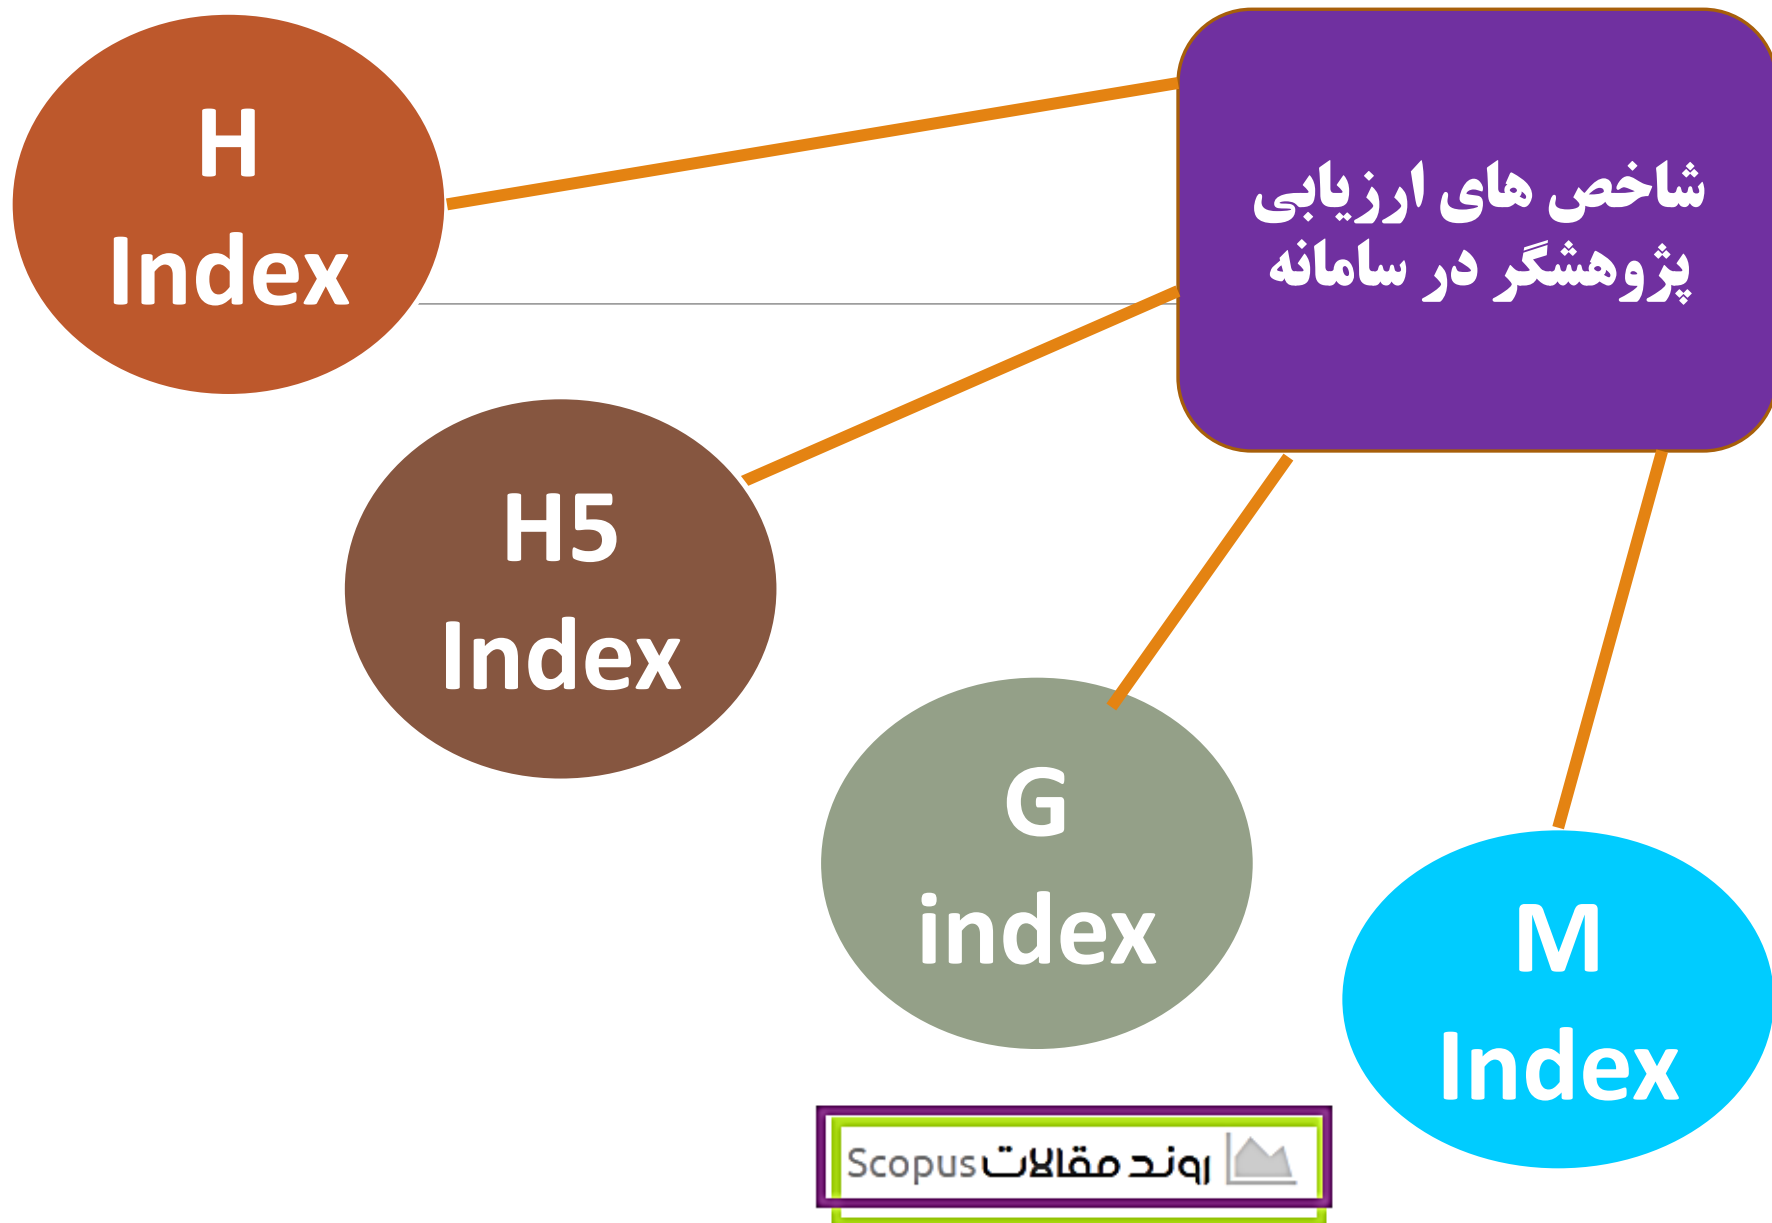 شاخص های ارزیابی
پژوهشگر در سامانه
H
Index
H5
Index
G
index
M
Index
روند مقالات Scopus